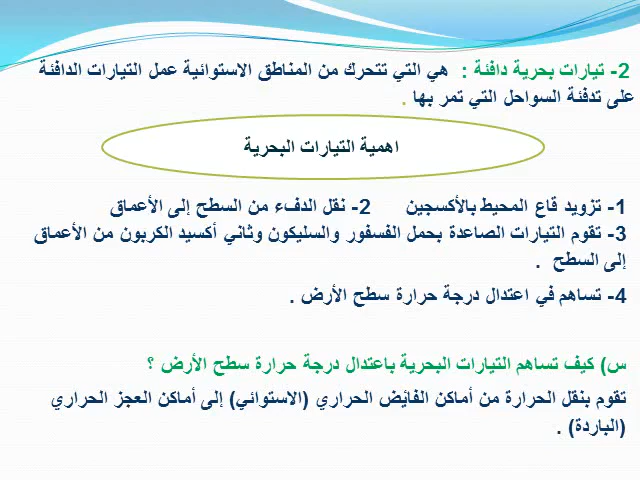 2- تيارات بحرية دافئة : هي التي تتحرك من المناطق الاستوائية عمل التيارات الدافئة
على تدفئة السواحل التي تمر بها .
اهمية التيارات البحرية
1- تزويد قاع المحيط بالأكسجين 2- نقل الدفء من السطح إلى الأعماق
3- تقوم التيارات الصاعدة بحمل الفسفور والسليكون وثاني أكسيد الكربون من الأعماق
إلى السطح .
4- تساهم في اعتدال درجة حرارة سطح الأرض .
س) كيف تساهم التيارات البحرية باعتدال درجة حرارة سطح الأرض ؟
تقوم بنقل الحرارة من أماكن الفائض الحراري (الاستوائي) إلى أماكن العجز الحراري
(الباردة) .